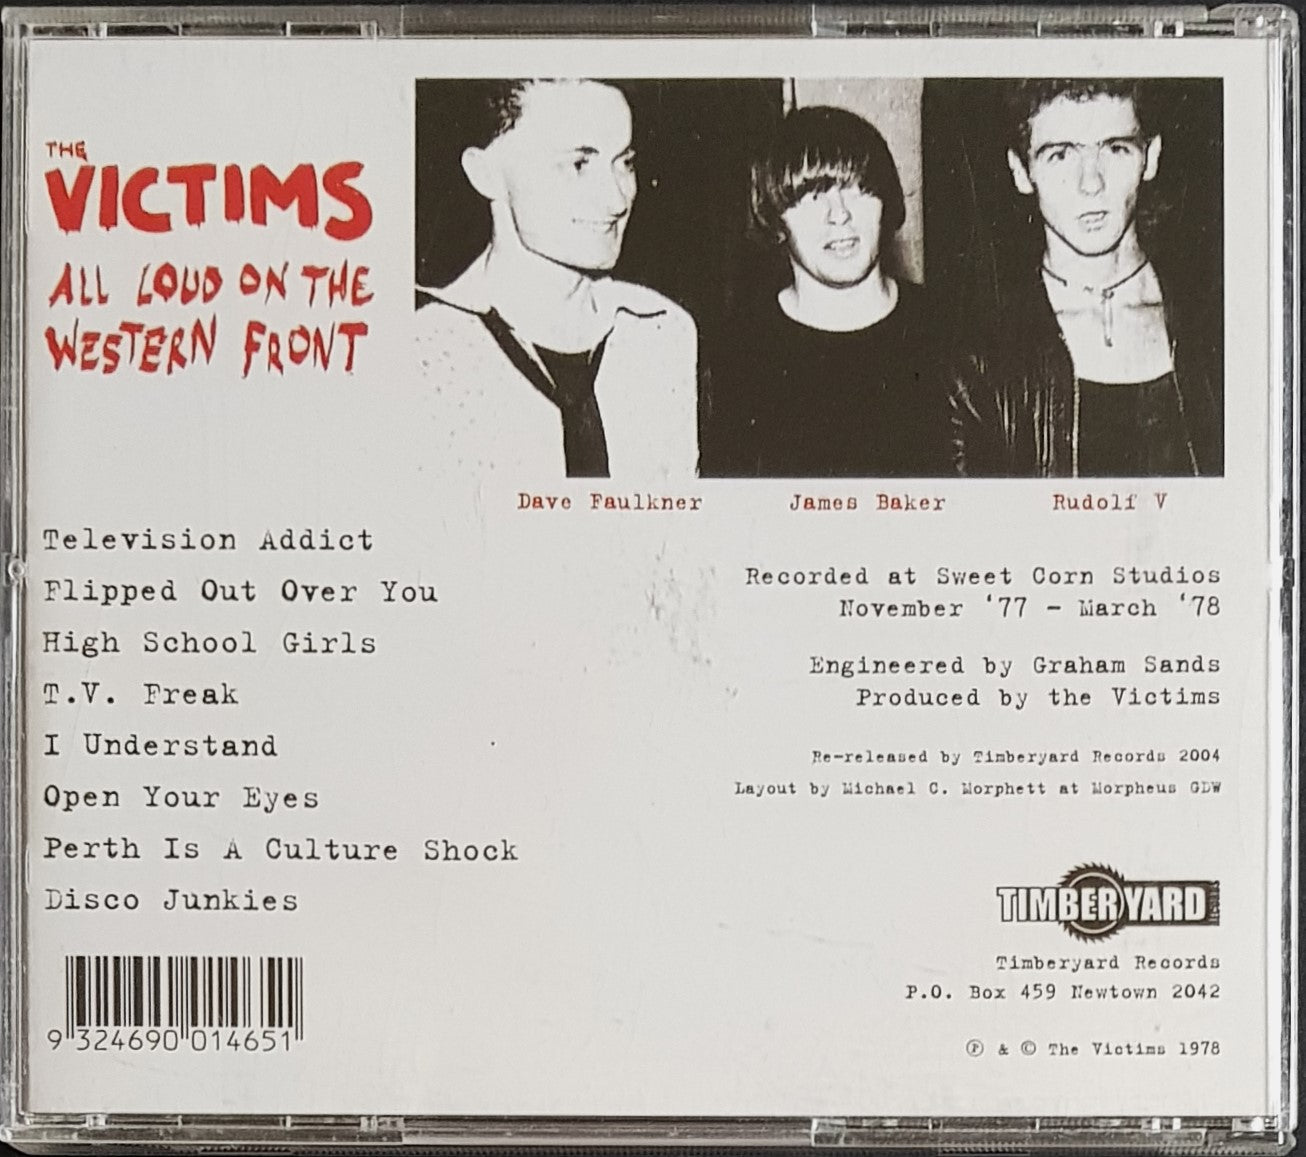 THE
VICTIMS
ALL LOUD ON THE
WESTERN FRONT
Dave Faulkner James Baker Rudolf V
Television Addict
Flipped Out Over You
High School Girls
T.V. Freak
I Understand
Open Your Eyes
Perth Is A Culture Shock
Disco Junkies
9 324690 014651
Recorded at Sweet Corn Studios
November ‘77 - March ‘78
Engineered by Graham Sands
Produced by the Victims
Re-released by Timberyard Records 2004
Layout by Michael C. Morphett at Morpheus GDW
TIMBERYARD
Timberyard Records
P.O. Box 459 Newtown 2042
℗ & © The Victims 1978